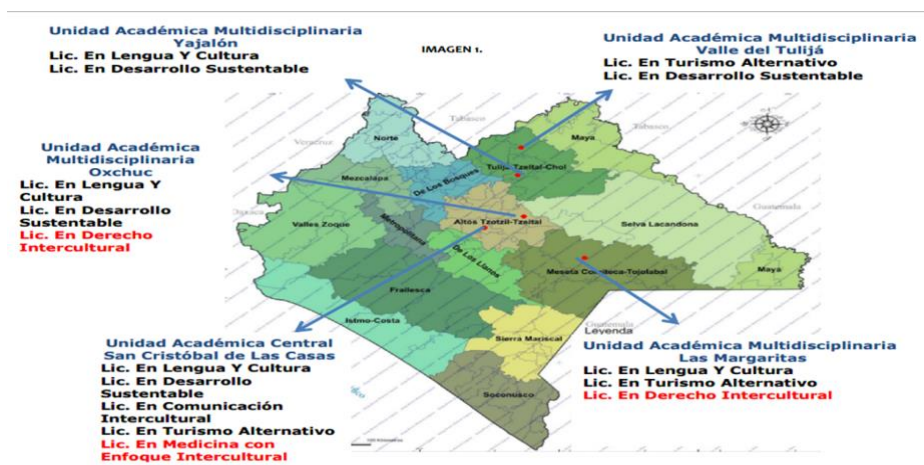 Unidad Académica Multidisciplinaria
Yajalón
Lic. En Lengua Y Cultura
Lic. En Desarrollo Sustentable
IMAGEN 1.
Unidad Académica Multidisciplinaria
Valle del Tulijá
Lic. En Turismo Alternativo
Lic. En Desarrollo Sustentable
Unidad Académica
Multidisciplinaria
Oxchuc
Lic. En Lengua Y
Cultura
Lic. En Desarrollo
Sustentable
Lic. En Derecho
Intercultural
Veracruz
Tabasco
Tabasco
Norte
Maya
Tulijá Tzeltal-Chol
Mezcalapa
De Los Bosques
Oaxaca
Guatemala
Valles Zoque
Metropolitana
Altos Tzotzil-Tzeltal
Selva Lacandona
De Los Llanos
Meseta Comiteca-Tojolabal
Maya
Frailesca
Istmo-Costa
Guatemala
Leyenda
Sierra Mariscal
Soconusco
Unidad Académica Central
San Cristóbal de Las Casas
Lic. En Lengua Y Cultura
Lic. En Desarrollo
Sustentable
Lic. En Comunicación
Intercultural
Lic. En Turismo Alternativo
Lic. En Medicina con
Enfoque Intercultural
Unidad Académica Multidisciplinaria
Las Margaritas
Lic. En Lengua Y Cultura
Lic. En Turismo Alternativo
Lic. En Derecho Intercultural